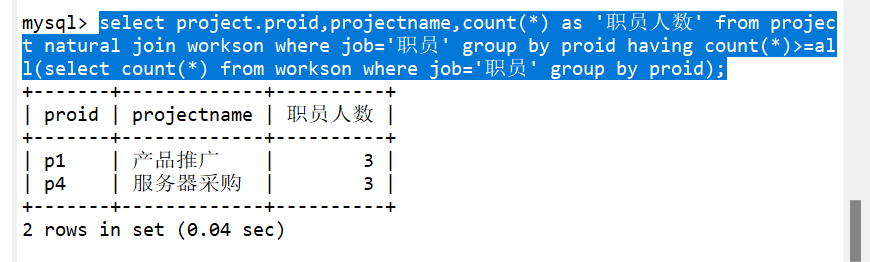 mysql> select project.proid,projectname,count(*) as '职员人数' from projec
t natural join workson where job='职员' group by proid having count(*)>=al
l(select count(*) from workson where job='职员' group by proid);
+-------+-------------+----------+
| proid | projectname | 职员人数 |
+-------+-------------+----------+
| p1    | 产品推广    |        3 |
| p4    | 服务器采购  |        3 |
+-------+-------------+----------+
2 rows in set (0.04 sec)